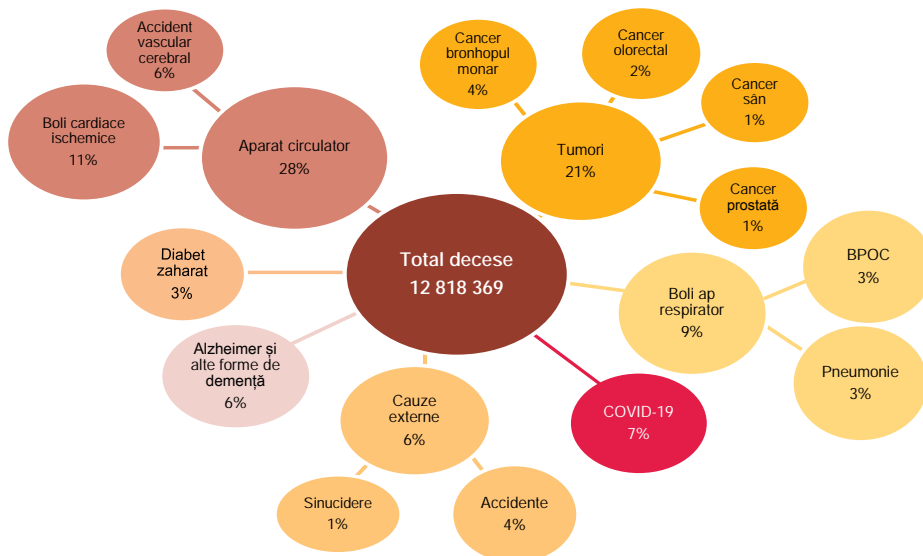 Accident
vascular
cerebral
6%
Boli cardiace
ischemice
11%
Aparat circulator
28%
Cancer
bronhopul
monar
4%
Cancer
olorectal
2%
Cancer
sân
1%
Tumori
21%
Cancer
prostată
1%
Total decese
12 818 369
Diabet
zaharat
3%
Boli ap
respirator
9%
BPOC
3%
Alzheimer și
alte forme de
demență
6%
Pneumonie
3%
Cauze
externe
6%
COVID-19
7%
Sinucidere
1%
Accidente
4%